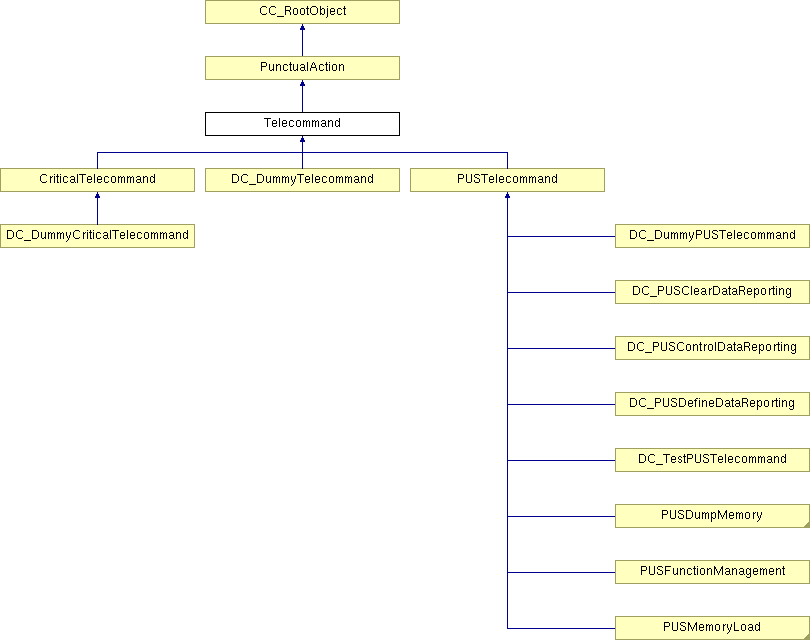 CC_RootObject
PunctualAction
Telecommand
CriticalTelecommand
DC_DummyTelecommand
PUSTelecommand
DC_DummyCriticalTelecommand
DC_DummyPUSTelecommand
DC_PUSClearDataReporting
DC_PUSControlDataReporting
DC_PUSDefineDataReporting
DC_TestPUSTelecommand
PUSDumpMemory
PUSFunctionManagement
PUSMemoryLoad